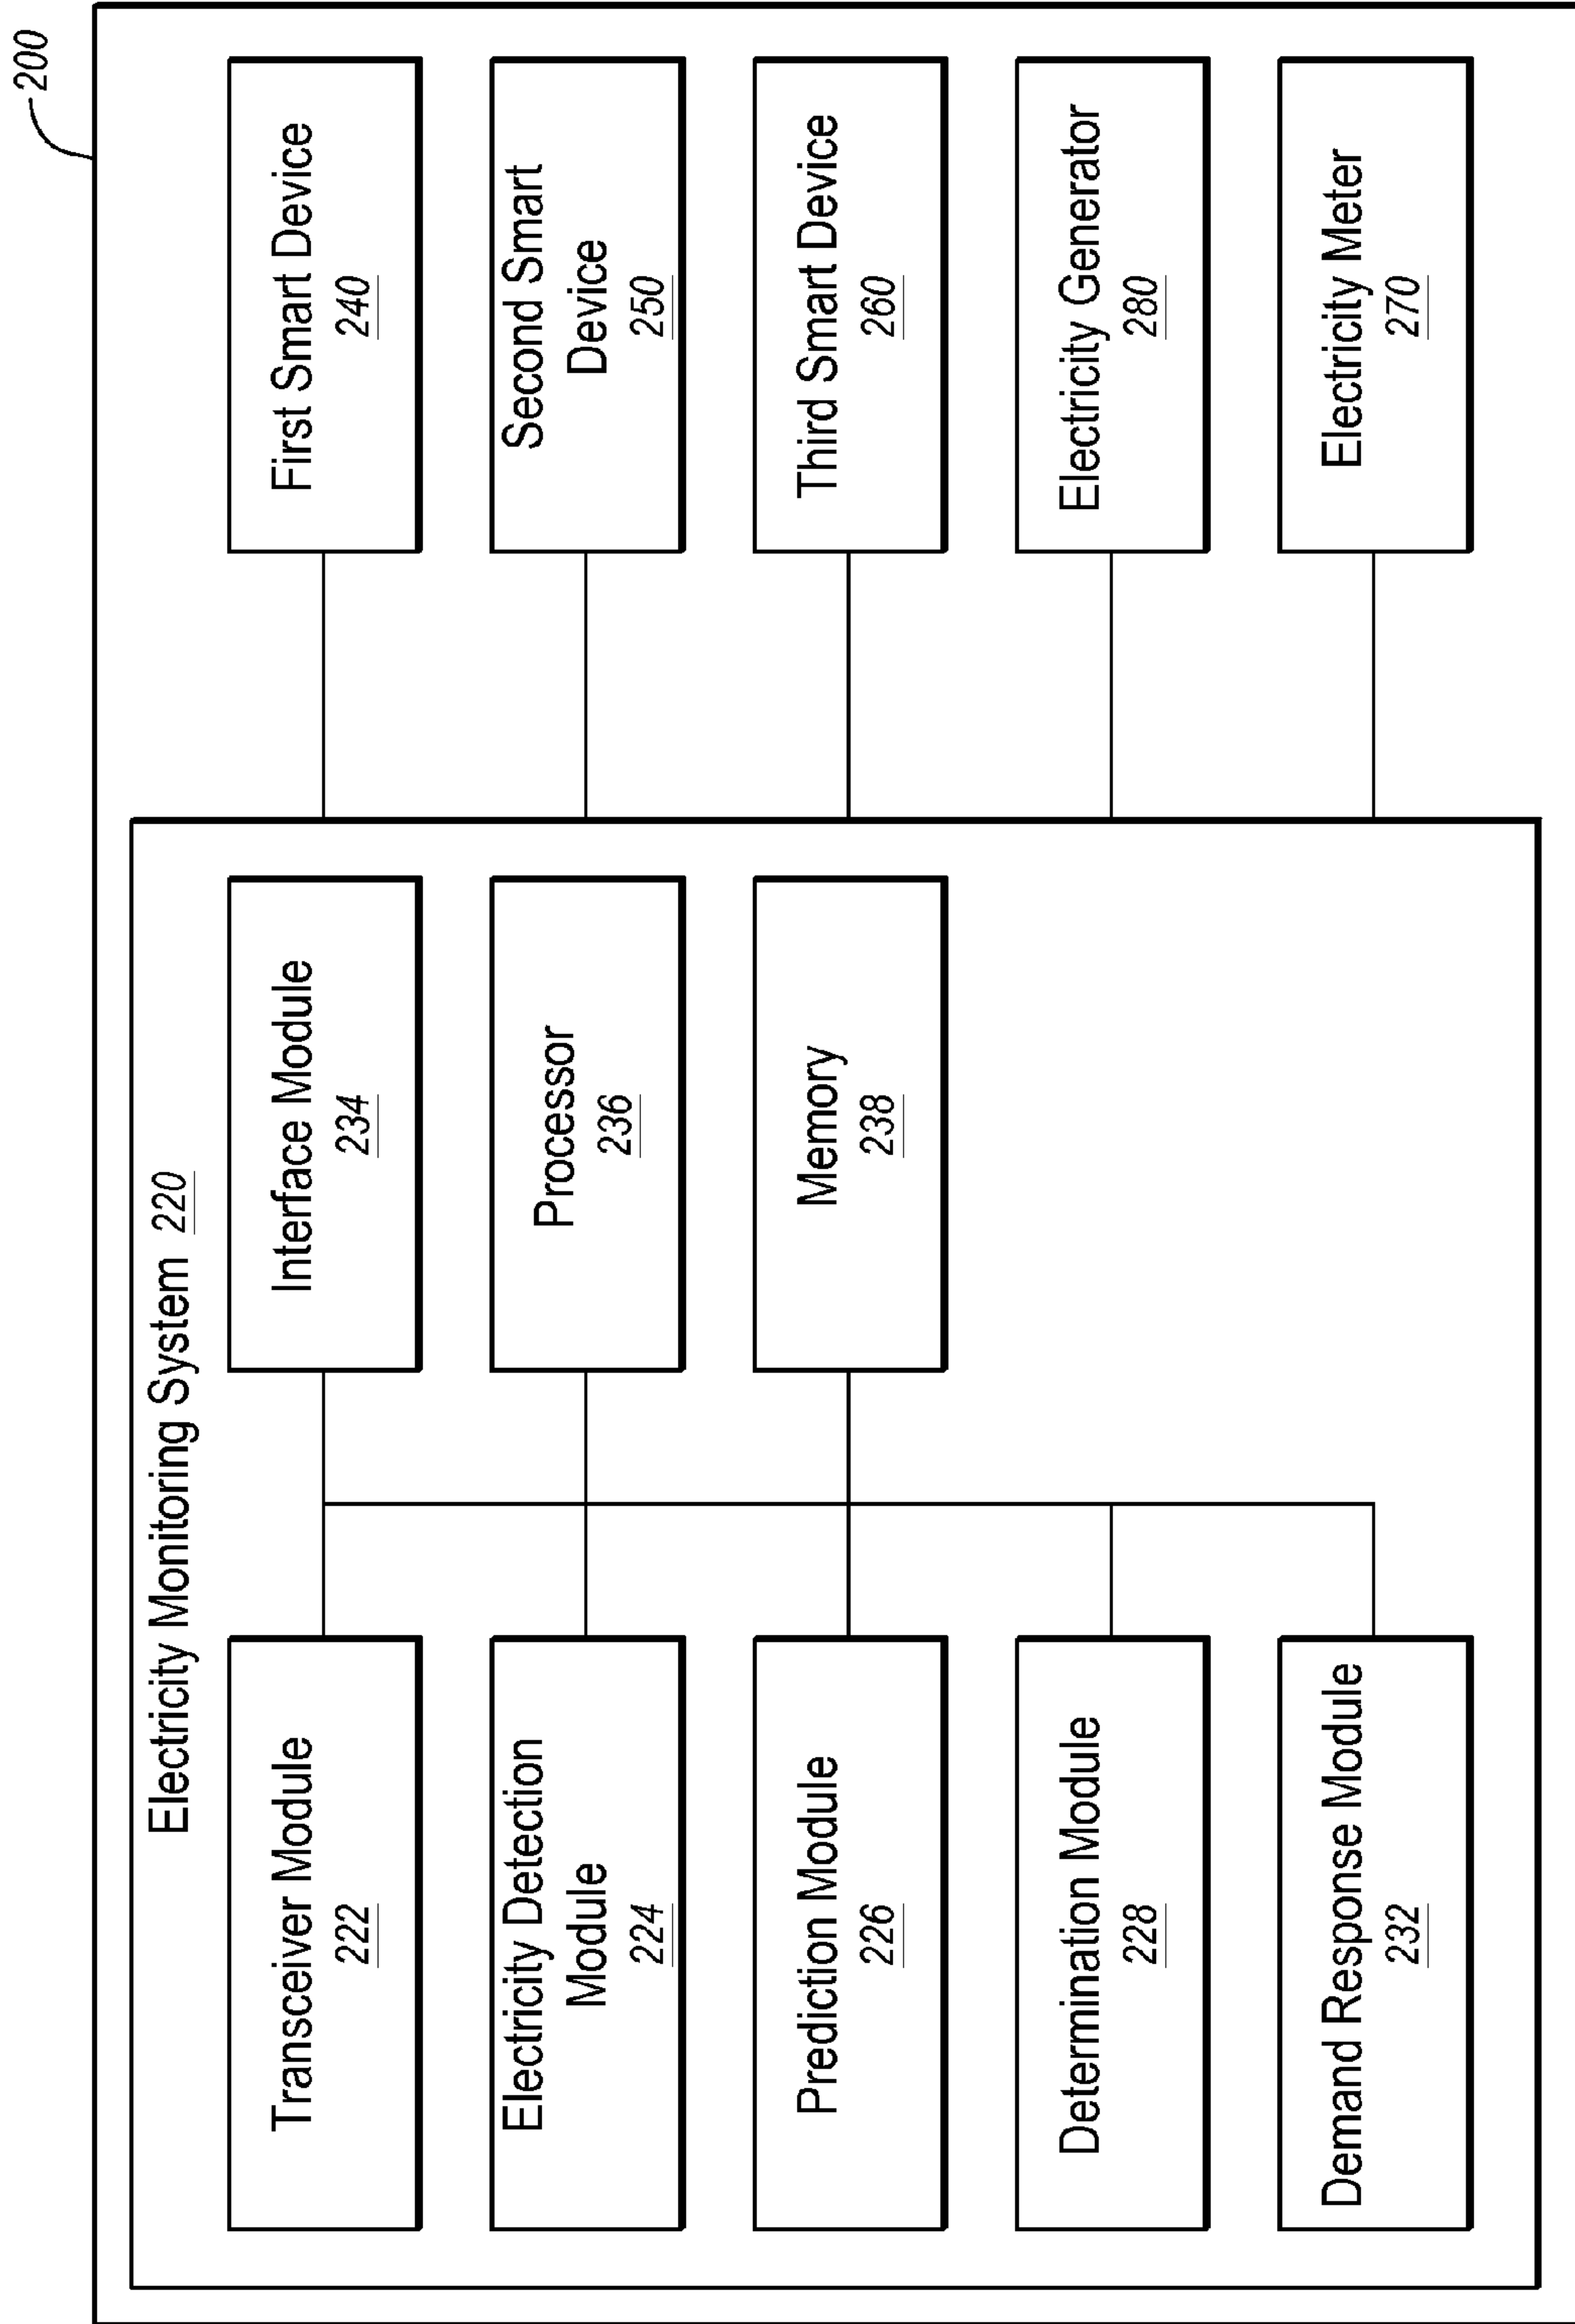 200
Electricity Monitoring System 220
Transceiver Module
222
Electricity Detection
Module
224
Prediction Module
226
Determination Module
228
Demand Response Module
232
Interface Module
234
Processor
236
Memory
238
First Smart Device
240
Second Smart
Device
250
Third Smart Device
260
Electricity Generator
280
Electricity Meter
270